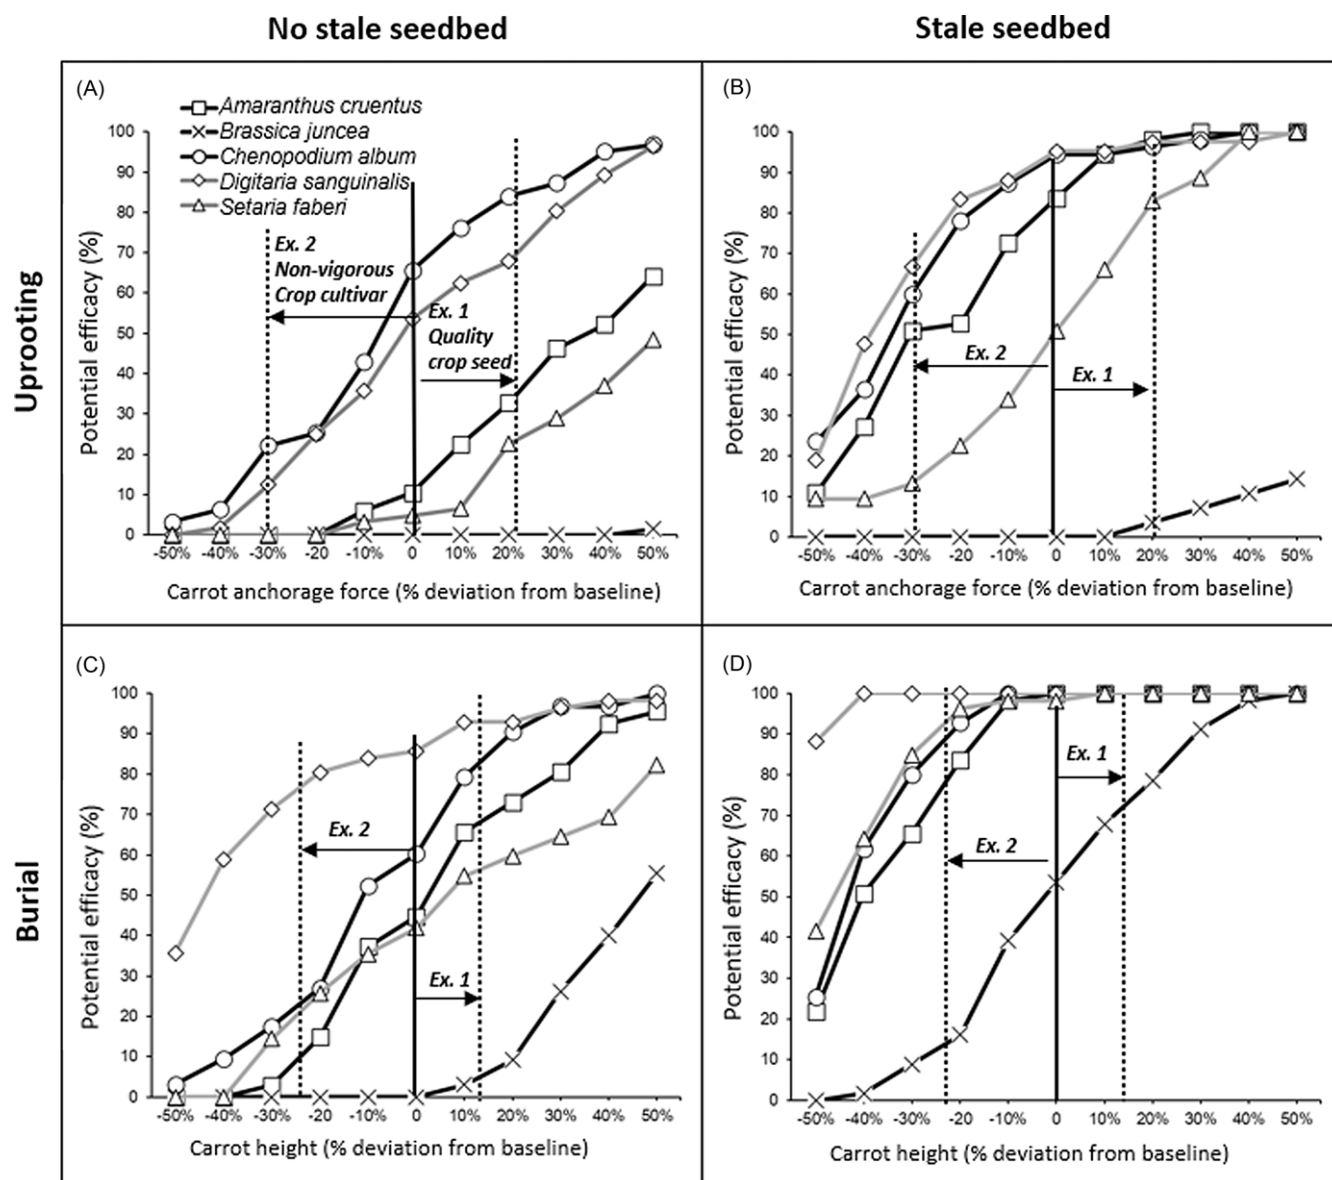 No stale seedbed
Stale seedbed
Uprooting
Burial
(A)
Amaranthus cruentus
Brassica juncea
Chenopodium album
Digitaria sanguinalis
Setaria faberi
Potential efficacy (%)
100
90
80
70
60
50
40
30
20
10
0
Ex. 2
Non-vigorous
Crop cultivar
Ex. 1
Quality
crop seed
-50% -40% -30% -20 -10% 0 10% 20% 30% 40% 50%
Carrot anchorage force (% deviation from baseline)
(B)
Potential efficacy (%)
100
90
80
70
60
50
40
30
20
10
0
Ex. 2
Ex. 1
-50% -40% -30% -20 -10% 0 10% 20% 30% 40% 50%
Carrot anchorage force (% deviation from baseline)
(C)
Potential efficacy (%)
100
90
80
70
60
50
40
30
20
10
0
Ex. 2
Ex. 1
-50% -40% -30% -20 -10% 0 10% 20% 30% 40% 50%
Carrot height (% deviation from baseline)
(D)
Potential efficacy (%)
100
90
80
70
60
50
40
30
20
10
0
Ex. 1
Ex. 2
-50% -40% -30% -20 -10% 0 10% 20% 30% 40% 50%
Carrot height (% deviation from baseline)